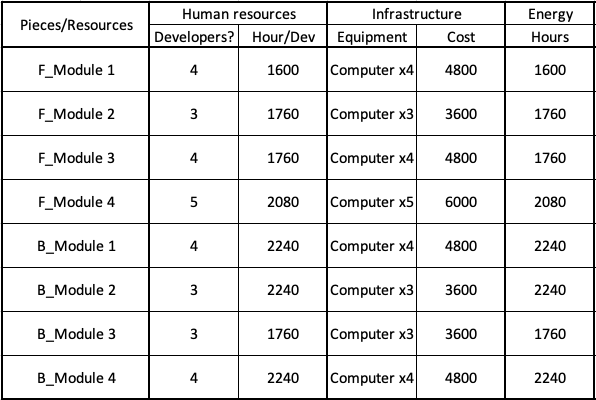 Pieces/Resources Human resources Infrastructure Energy
Developers? Hour/Dev Equipment Cost Hours
F_Module 1 4 1600 Computer x4 4800 1600
F_Module 2 3 1760 Computer x3 3600 1760
F_Module 3 4 1760 Computer x4 4800 1760
F_Module 4 5 2080 Computer x5 6000 2080
B_Module 1 4 2240 Computer x4 4800 2240
B_Module 2 3 2240 Computer x3 3600 2240
B_Module 3 3 1760 Computer x3 3600 1760
B_Module 4 4 2240 Computer x4 4800 2240